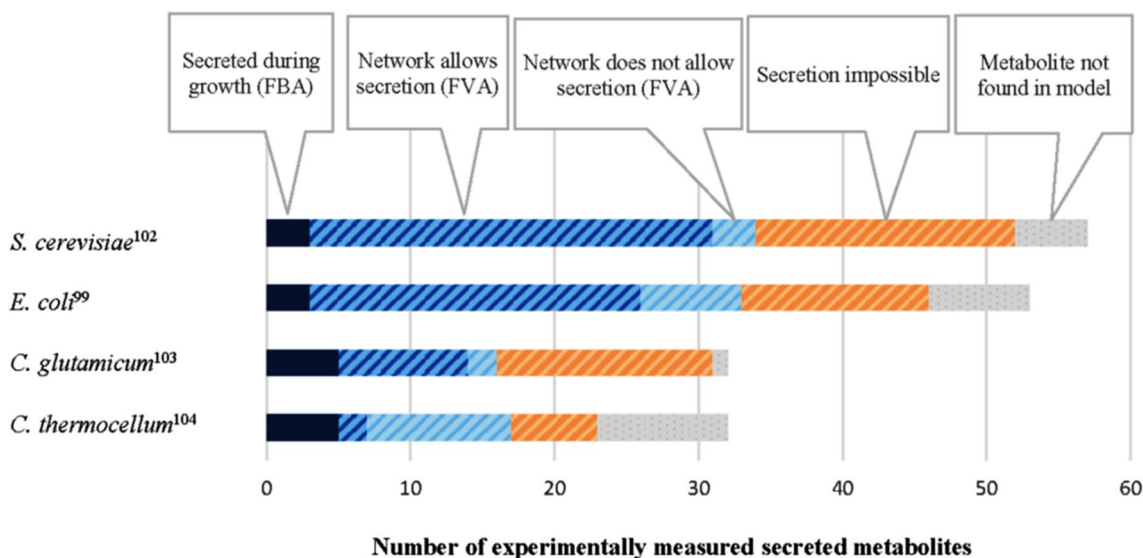 Secreted during
growth (FBA)
Network allows
secretion (FVA)
Network does not allow
secretion (FVA)
Secretion impossible
Metabolite not
found in model
S. cerevisiae¹⁰²
E. coli⁹⁹
C. glutamicum¹⁰³
C. thermocellum¹⁰⁴
0 10 20 30 40 50 60
Number of experimentally measured secreted metabolites